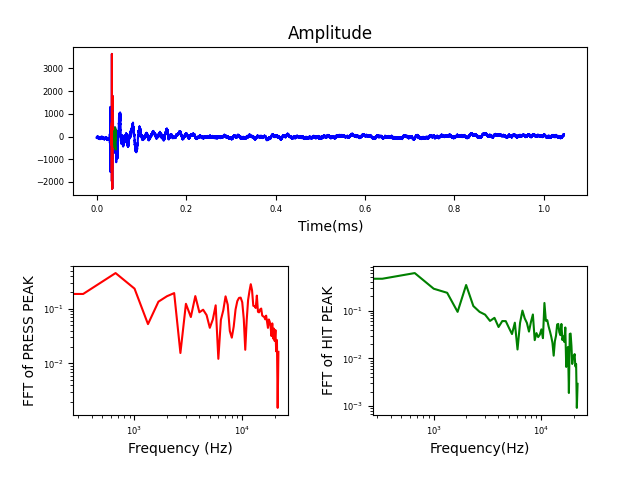 Amplitude
3000
2000
1000
0
−1000
−2000
0.0 0.2 0.4 0.6 0.8 1.0
Time(ms)
FFT of PRESS PEAK
10⁻¹
10⁻²
10³ 10⁴
Frequency (Hz)
FFT of HIT PEAK
10⁻¹
10⁻²
10⁻³
10³ 10⁴
Frequency(Hz)